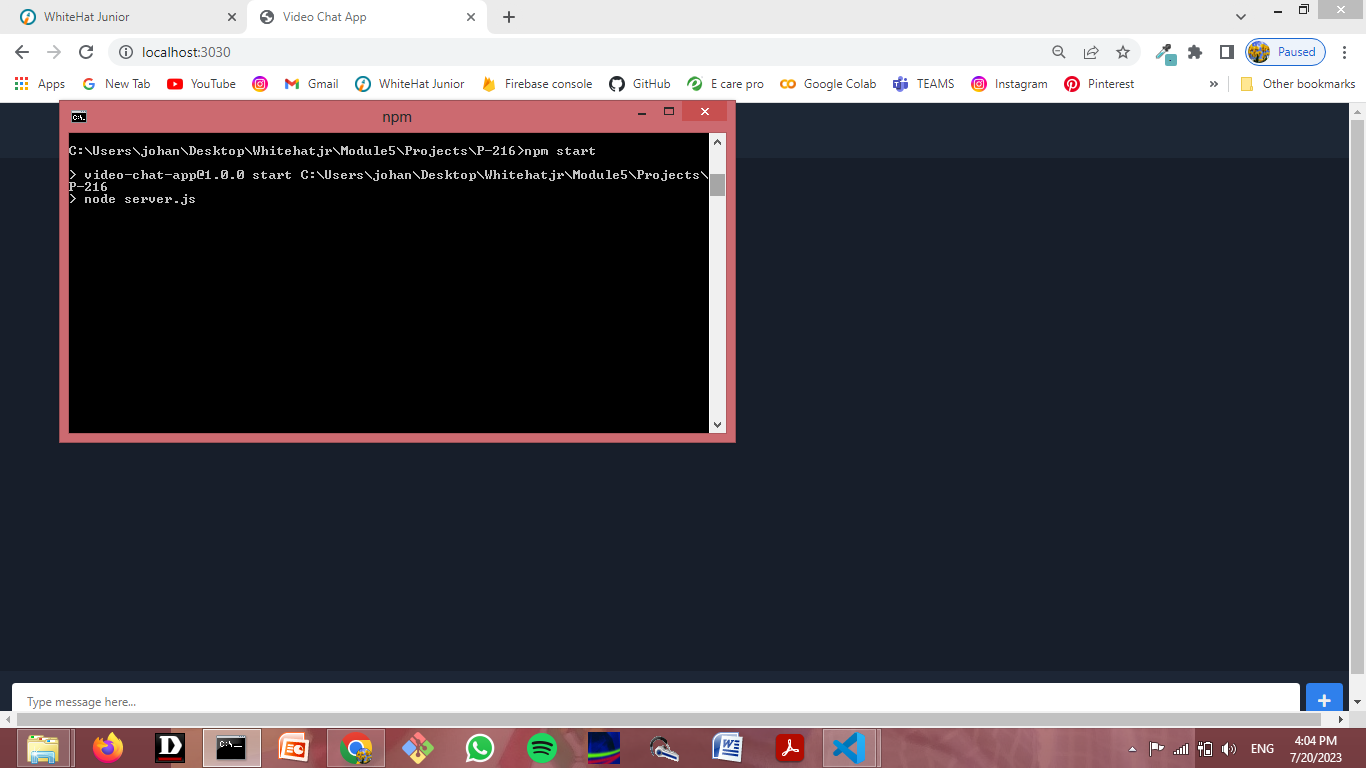 WhiteHat Junior
Video Chat App
localhost:3030
Paused
Apps
New Tab
YouTube
Gmail
WhiteHat Junior
Firebase console
GitHub
E care pro
Google Colab
TEAMS
Instagram
Pinterest
»
Other bookmarks
C:\.
npm
C:\Users\johan\Desktop\Whitehatjr\Module5\Projects\P-216>npm start
> video-chat-app@1.0.0 start C:\Users\johan\Desktop\Whitehatjr\Module5\Projects\
P-216
> node server.js
Type message here...
+
ENG
4:04 PM
7/20/2023